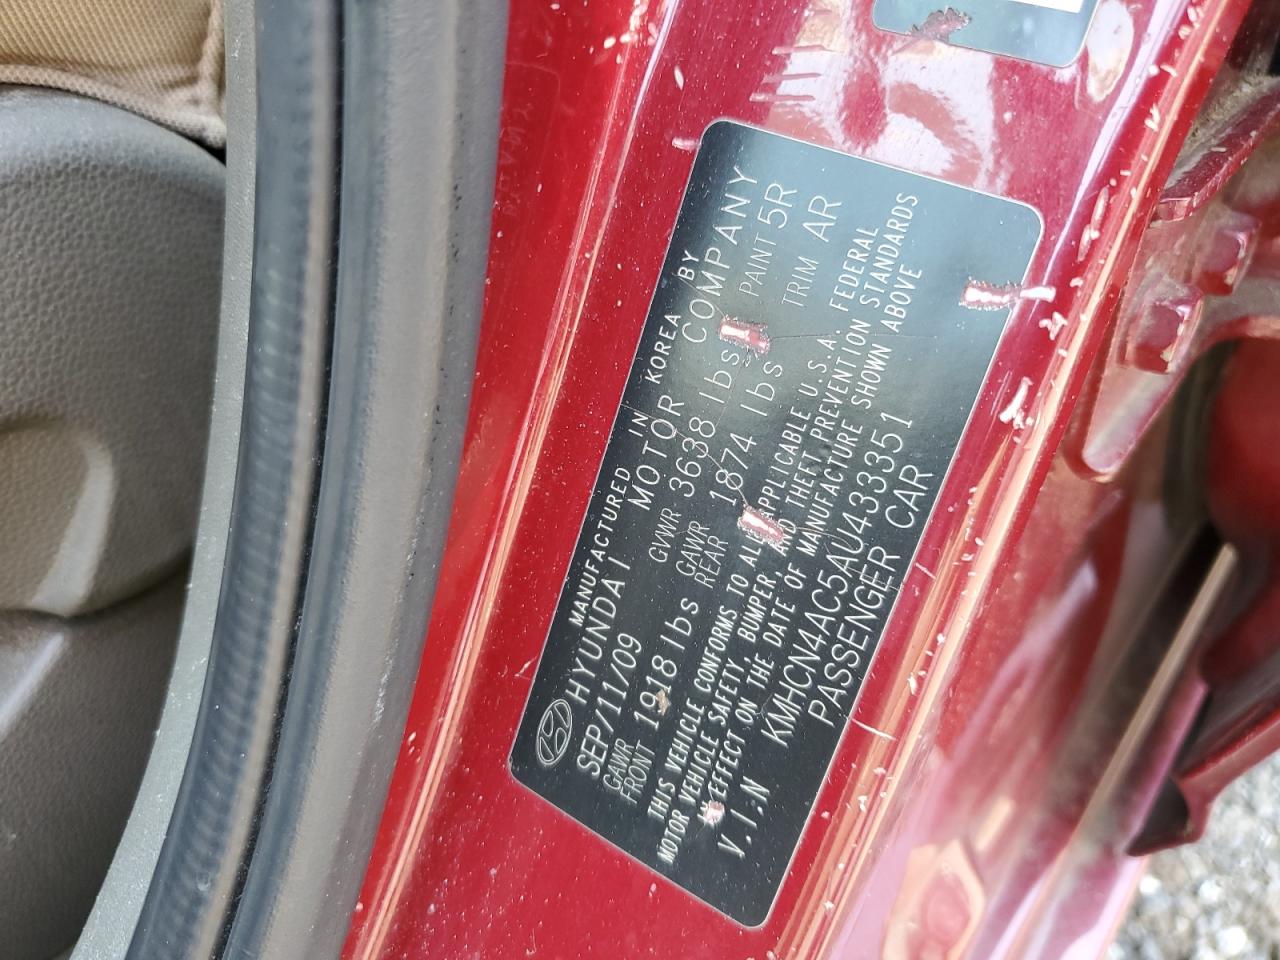 MANUFACTURED IN KOREA BY
HYUNDAI MOTOR COMPANY
SEP/11/09 GVWR 3638 lbs PAINT 5R
GAWR FRONT 1918 lbs GAWR REAR 1874 lbs TRIM AR
THIS VEHICLE CONFORMS TO ALL APPLICABLE U.S.A. FEDERAL
MOTOR VEHICLE SAFETY, BUMPER, AND THEFT PREVENTION STANDARDS
IN EFFECT ON THE DATE OF MANUFACTURE SHOWN ABOVE
V.I.N KMHCN4AC5AU433351
PASSENGER CAR